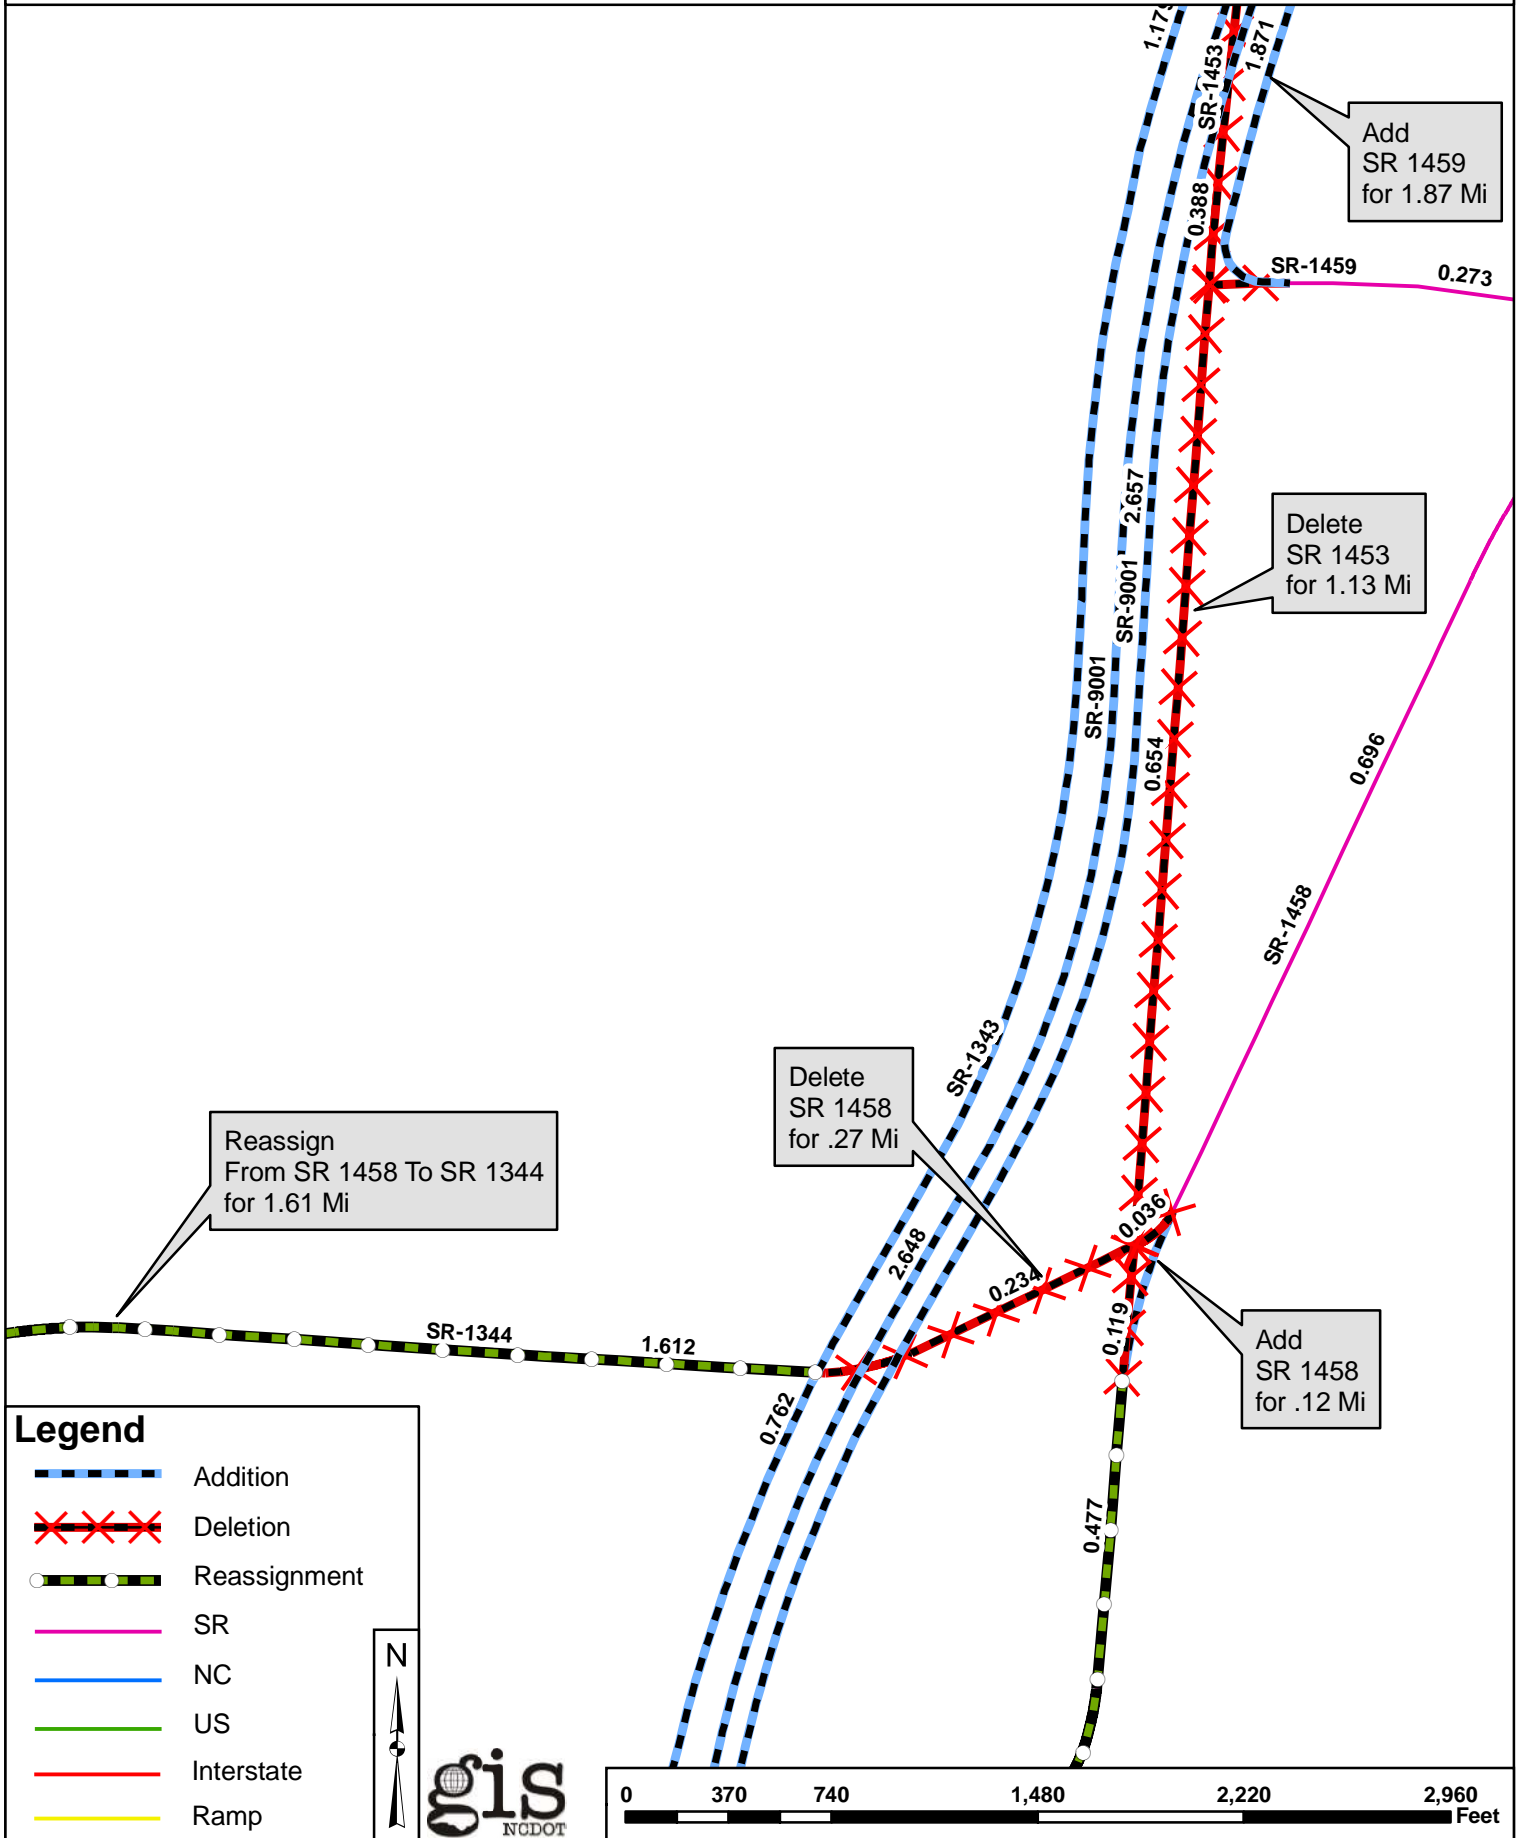 1.179
SR-1453
1.871
Add
SR 1459
for 1.87 Mi
0.388
SR-1459
0.273
2.657
Delete
SR 1453
for 1.13 Mi
SR-9001
SR-9001
0.654
0.696
SR-1458
SR-1343
Delete
SR 1458
for .27 Mi
Reassign
From SR 1458 To SR 1344
for 1.61 Mi
0.036
2.648
0.234
SR-1344
1.612
0.119
Add
SR 1458
for .12 Mi
0.762
0.477
Legend
Addition
Deletion
Reassignment
SR
NC
US
Interstate
Ramp
N
gis
NCDOT
0 370 740 1,480 2,220 2,960
Feet